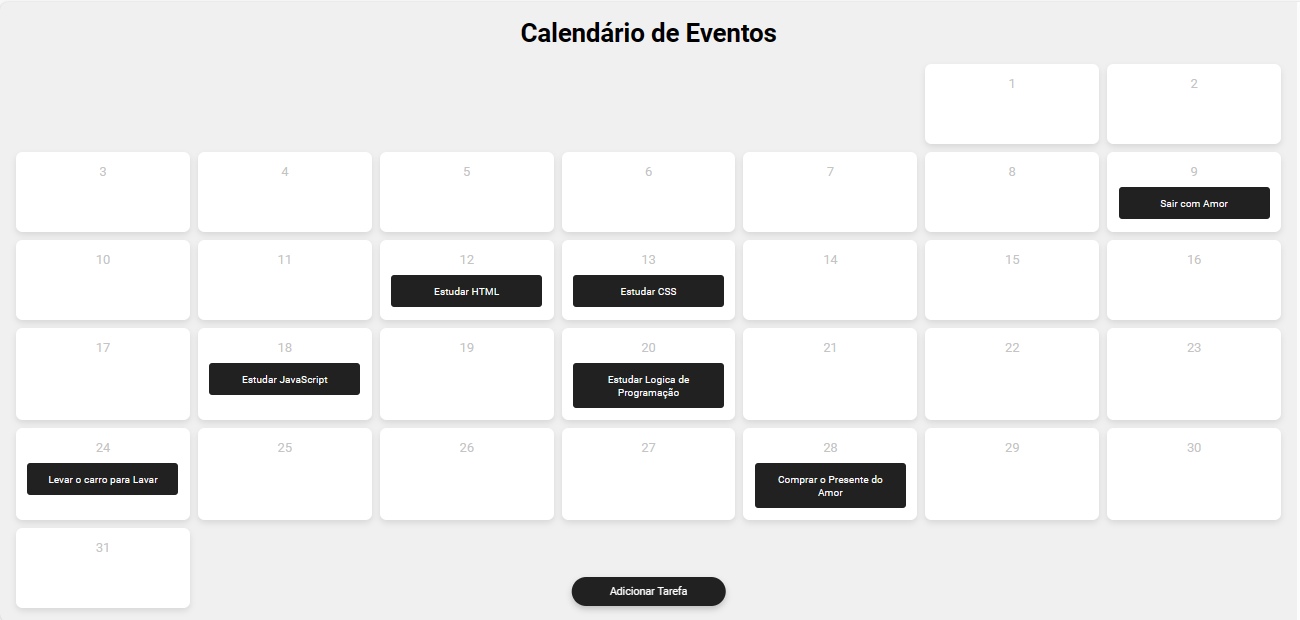 Calendário de Eventos
1
2
3
4
5
6
7
8
9
Sair com Amor
10
11
12
Estudar HTML
13
Estudar CSS
14
15
16
17
18
Estudar JavaScript
19
20
Estudar Logica de
Programação
21
22
23
24
Levar o carro para Lavar
25
26
27
28
Comprar o Presente do
Amor
29
30
31
Adicionar Tarefa